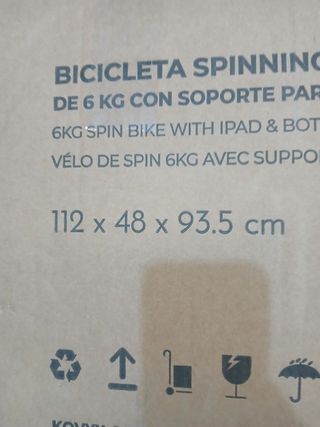 BICICLETA SPINNING
DE 6 KG CON SOPORTE PAR
6KG SPIN BIKE WITH IPAD & BOT
VÉLO DE SPIN 6KG AVEC SUPPO
112 x 48 x 93.5 cm